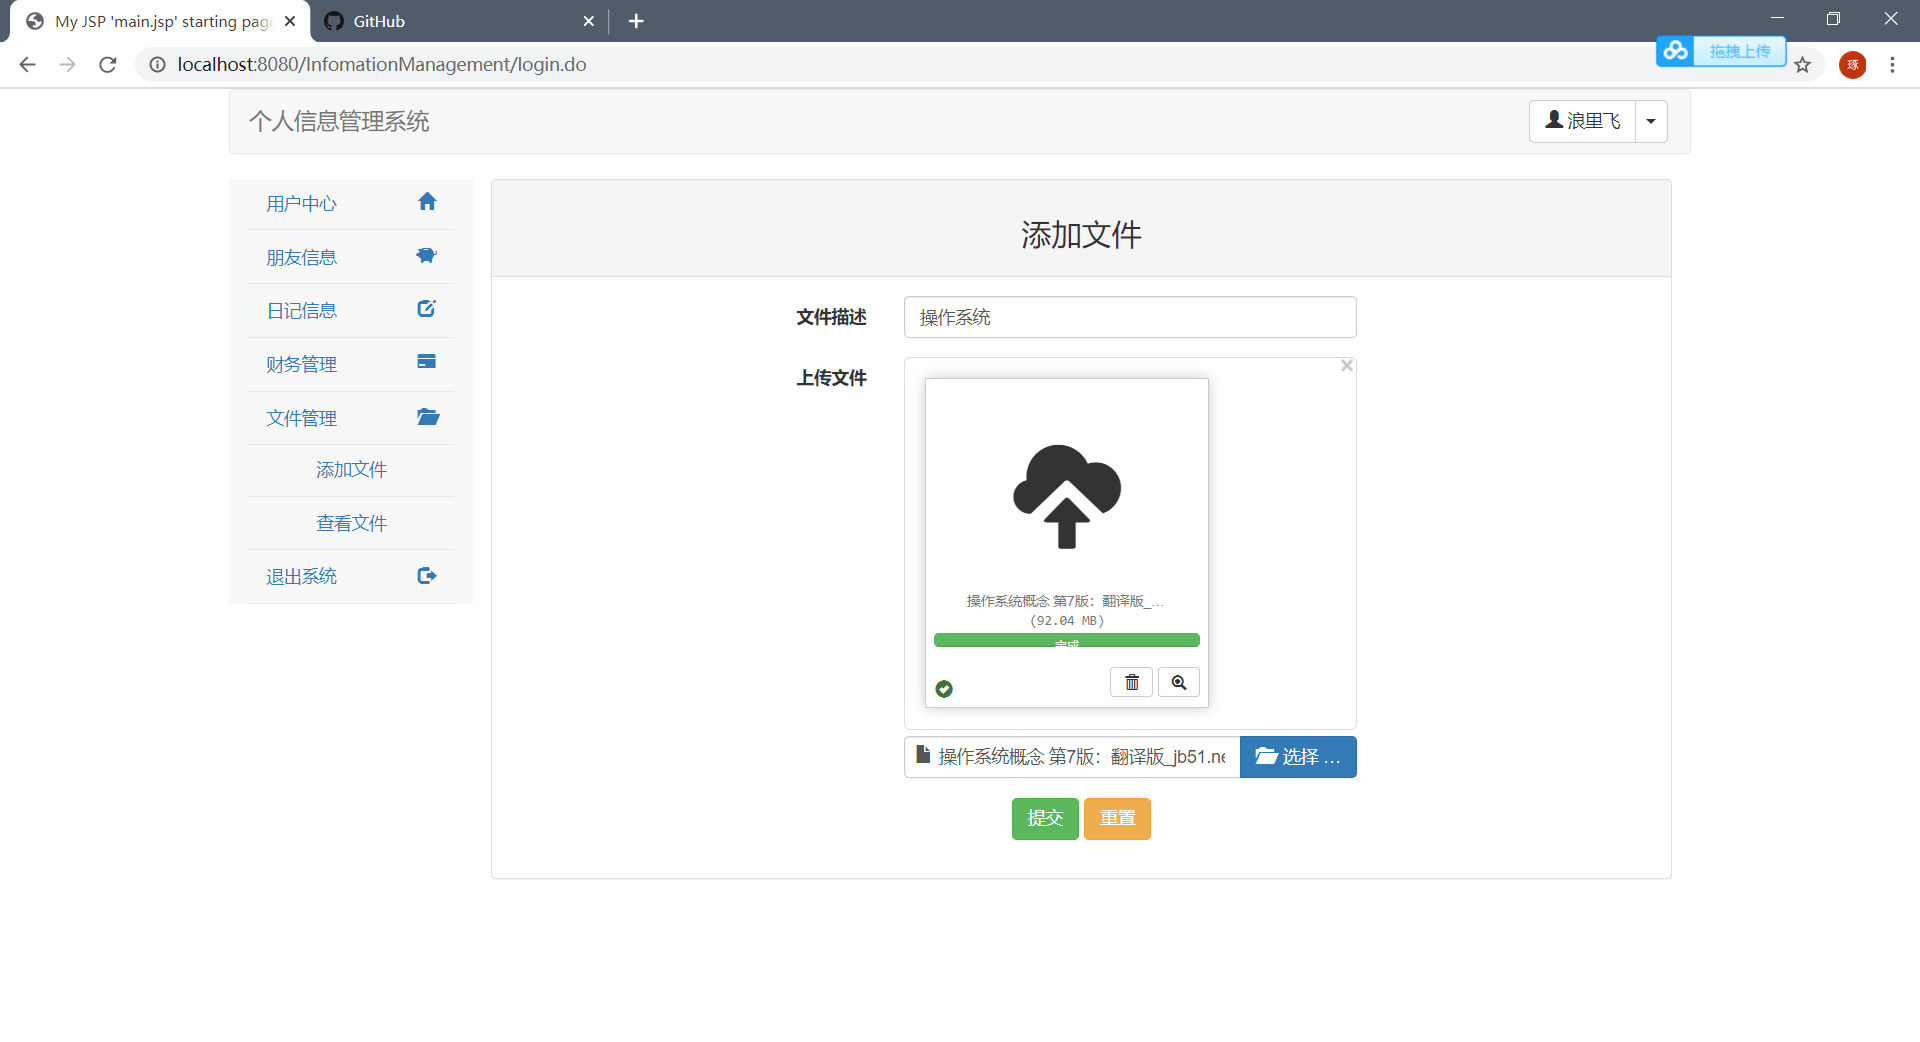 My JSP 'main.jsp' starting page
GitHub
localhost:8080/InfomationManagement/login.do
拖拽上传
琢
个人信息管理系统
浪里飞
用户中心
朋友信息
日记信息
财务管理
文件管理
添加文件
查看文件
退出系统
添加文件
文件描述
操作系统
上传文件
操作系统概念 第7版：翻译版_...
(92.04 MB)
完成
操作系统概念 第7版：翻译版_jb51.ne
选择 ...
提交
重置